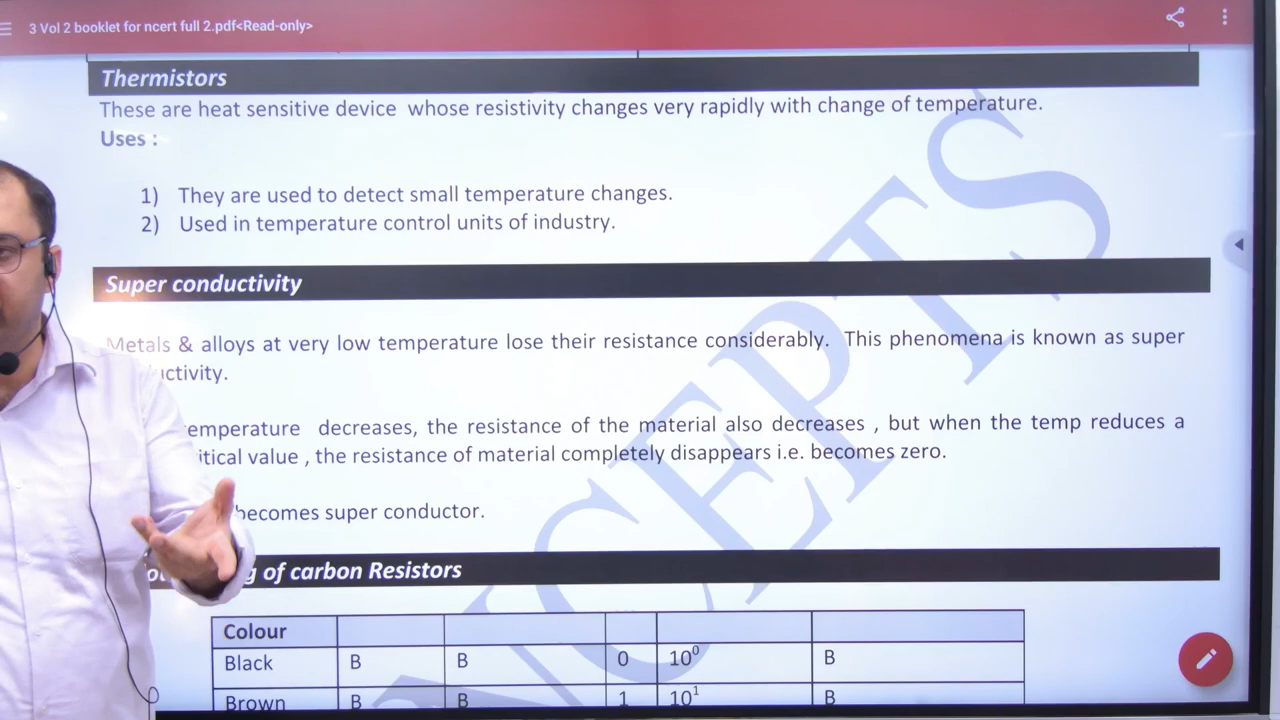 3 Vol 2 booklet for ncert full 2.pdf<Read-only>
Thermistors
These are heat sensitive device whose resistivity changes very rapidly with change of temperature.
Uses :
1) They are used to detect small temperature changes.
2) Used in temperature control units of industry.
Super conductivity
Metals & alloys at very low temperature lose their resistance considerably. This phenomena is known as super
uctivity.
emperature decreases, the resistance of the material also decreases , but when the temp reduces a
itical value , the resistance of material completely disappears i.e. becomes zero.
becomes super conductor.
g of carbon Resistors
Colour
Black B B 0 10⁰ B
Brown B B 1 10¹ B
NCEPTS